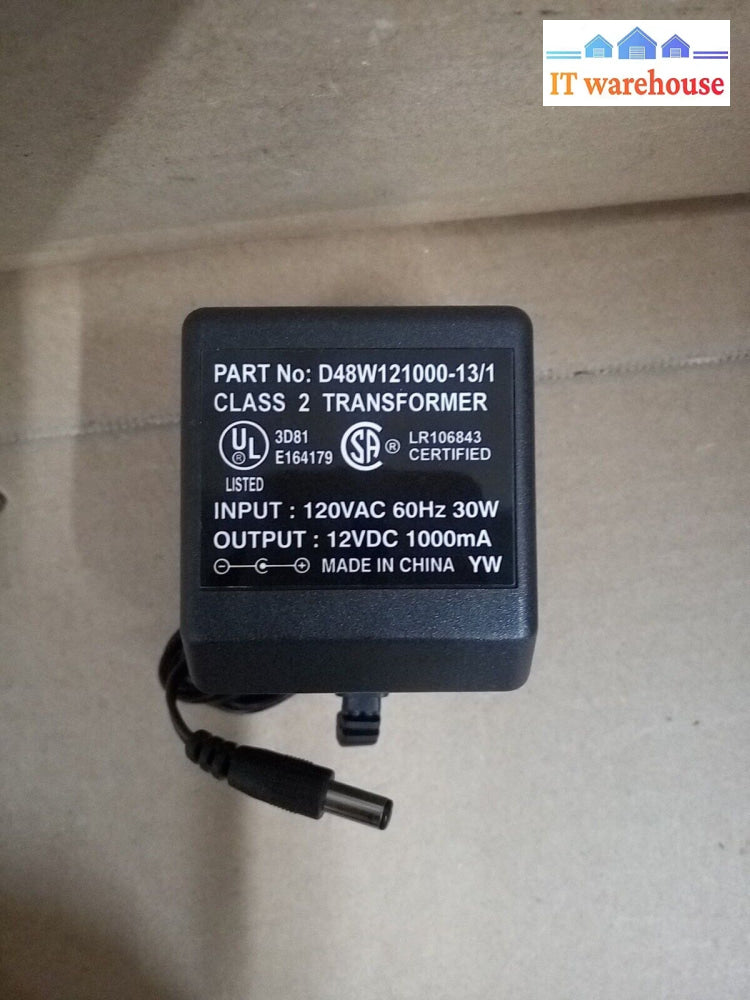 IT warehouse
PART No: D48W121000-13/1
CLASS 2 TRANSFORMER
UL ® 3D81 SA ® LR106843
E164179 CERTIFIED
LISTED
INPUT : 120VAC 60Hz 30W
OUTPUT : 12VDC 1000mA
MADE IN CHINA YW